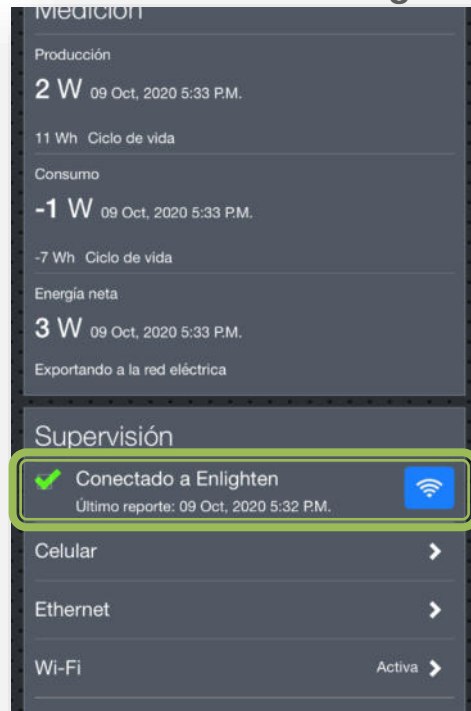 Medición
Producción
2 W 09 Oct, 2020 5:33 P.M.
11 Wh Ciclo de vida
Consumo
-1 W 09 Oct, 2020 5:33 P.M.
-7 Wh Ciclo de vida
Energía neta
3 W 09 Oct, 2020 5:33 P.M.
Exportando a la red eléctrica
Supervisión
Conectado a Enlighten
Último reporte: 09 Oct, 2020 5:32 P.M.
Celular
Ethernet
Wi-Fi Activa